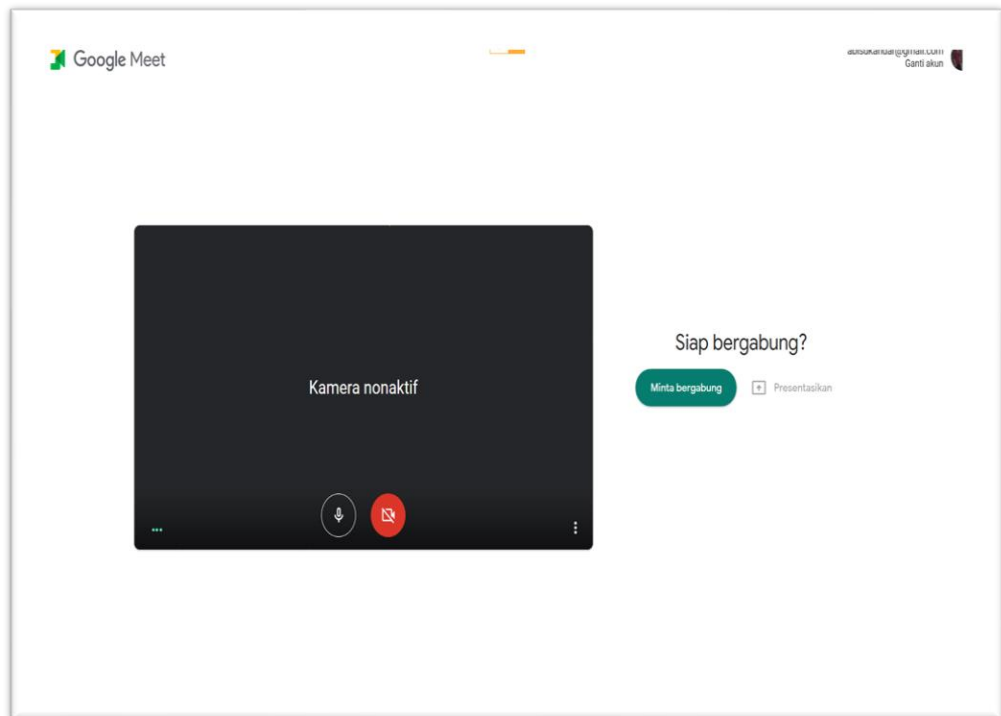 Google Meet
Ganti akun
Kamera nonaktif
Siap bergabung?
Minta bergabung
Presentasikan